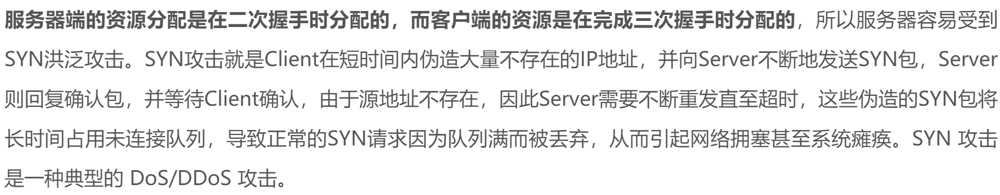 服务器端的资源分配是在二次握手时分配的，而客户端的资源是在完成三次握手时分配的，所以服务器容易受到
SYN洪泛攻击。SYN攻击就是Client在短时间内伪造大量不存在的IP地址，并向Server不断地发送SYN包，Server
则回复确认包，并等待Client确认，由于源地址不存在，因此Server需要不断重发直至超时，这些伪造的SYN包将
长时间占用未连接队列，导致正常的SYN请求因为队列满而被丢弃，从而引起网络拥塞甚至系统瘫痪。SYN 攻击
是一种典型的 DoS/DDoS 攻击。